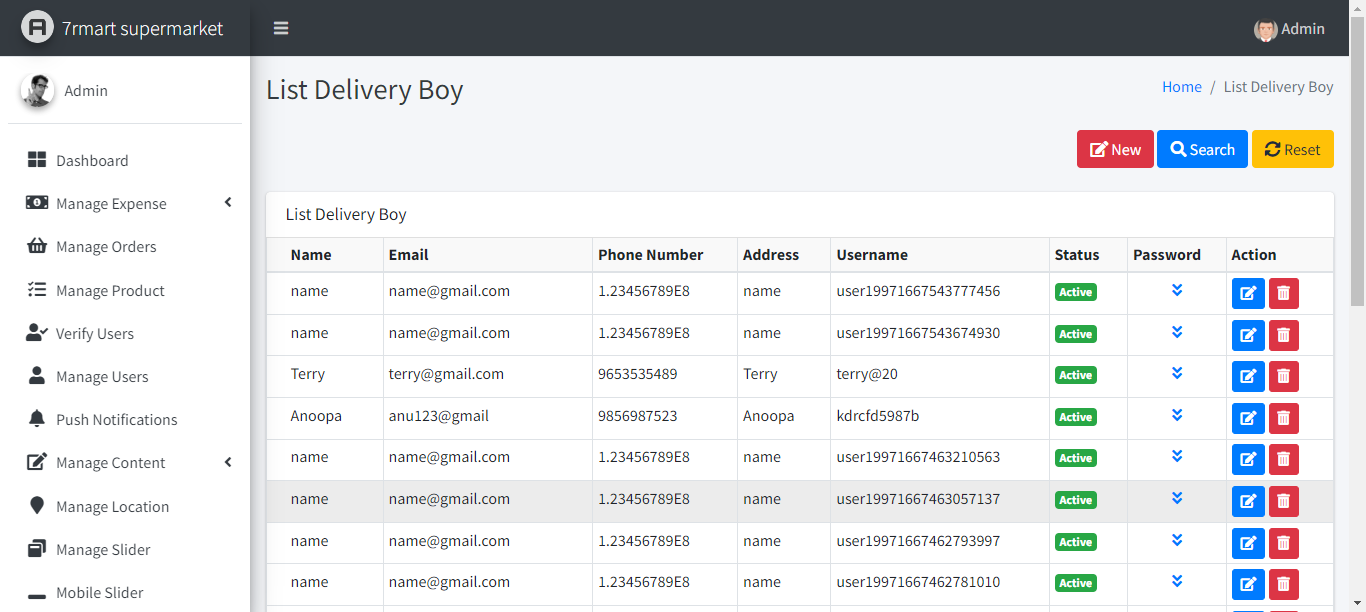 7rmart supermarket
Admin
Admin
Dashboard
Manage Expense
Manage Orders
Manage Product
Verify Users
Manage Users
Push Notifications
Manage Content
Manage Location
Manage Slider
Mobile Slider
List Delivery Boy
Home / List Delivery Boy
New Search Reset
List Delivery Boy
Name Email Phone Number Address Username Status Password Action
name name@gmail.com 1.23456789E8 name user19971667543777456 Active
name name@gmail.com 1.23456789E8 name user19971667543674930 Active
Terry terry@gmail.com 9653535489 Terry terry@20 Active
Anoopa anu123@gmail 9856987523 Anoopa kdrcfd5987b Active
name name@gmail.com 1.23456789E8 name user19971667463210563 Active
name name@gmail.com 1.23456789E8 name user19971667463057137 Active
name name@gmail.com 1.23456789E8 name user19971667462793997 Active
name name@gmail.com 1.23456789E8 name user19971667462781010 Active